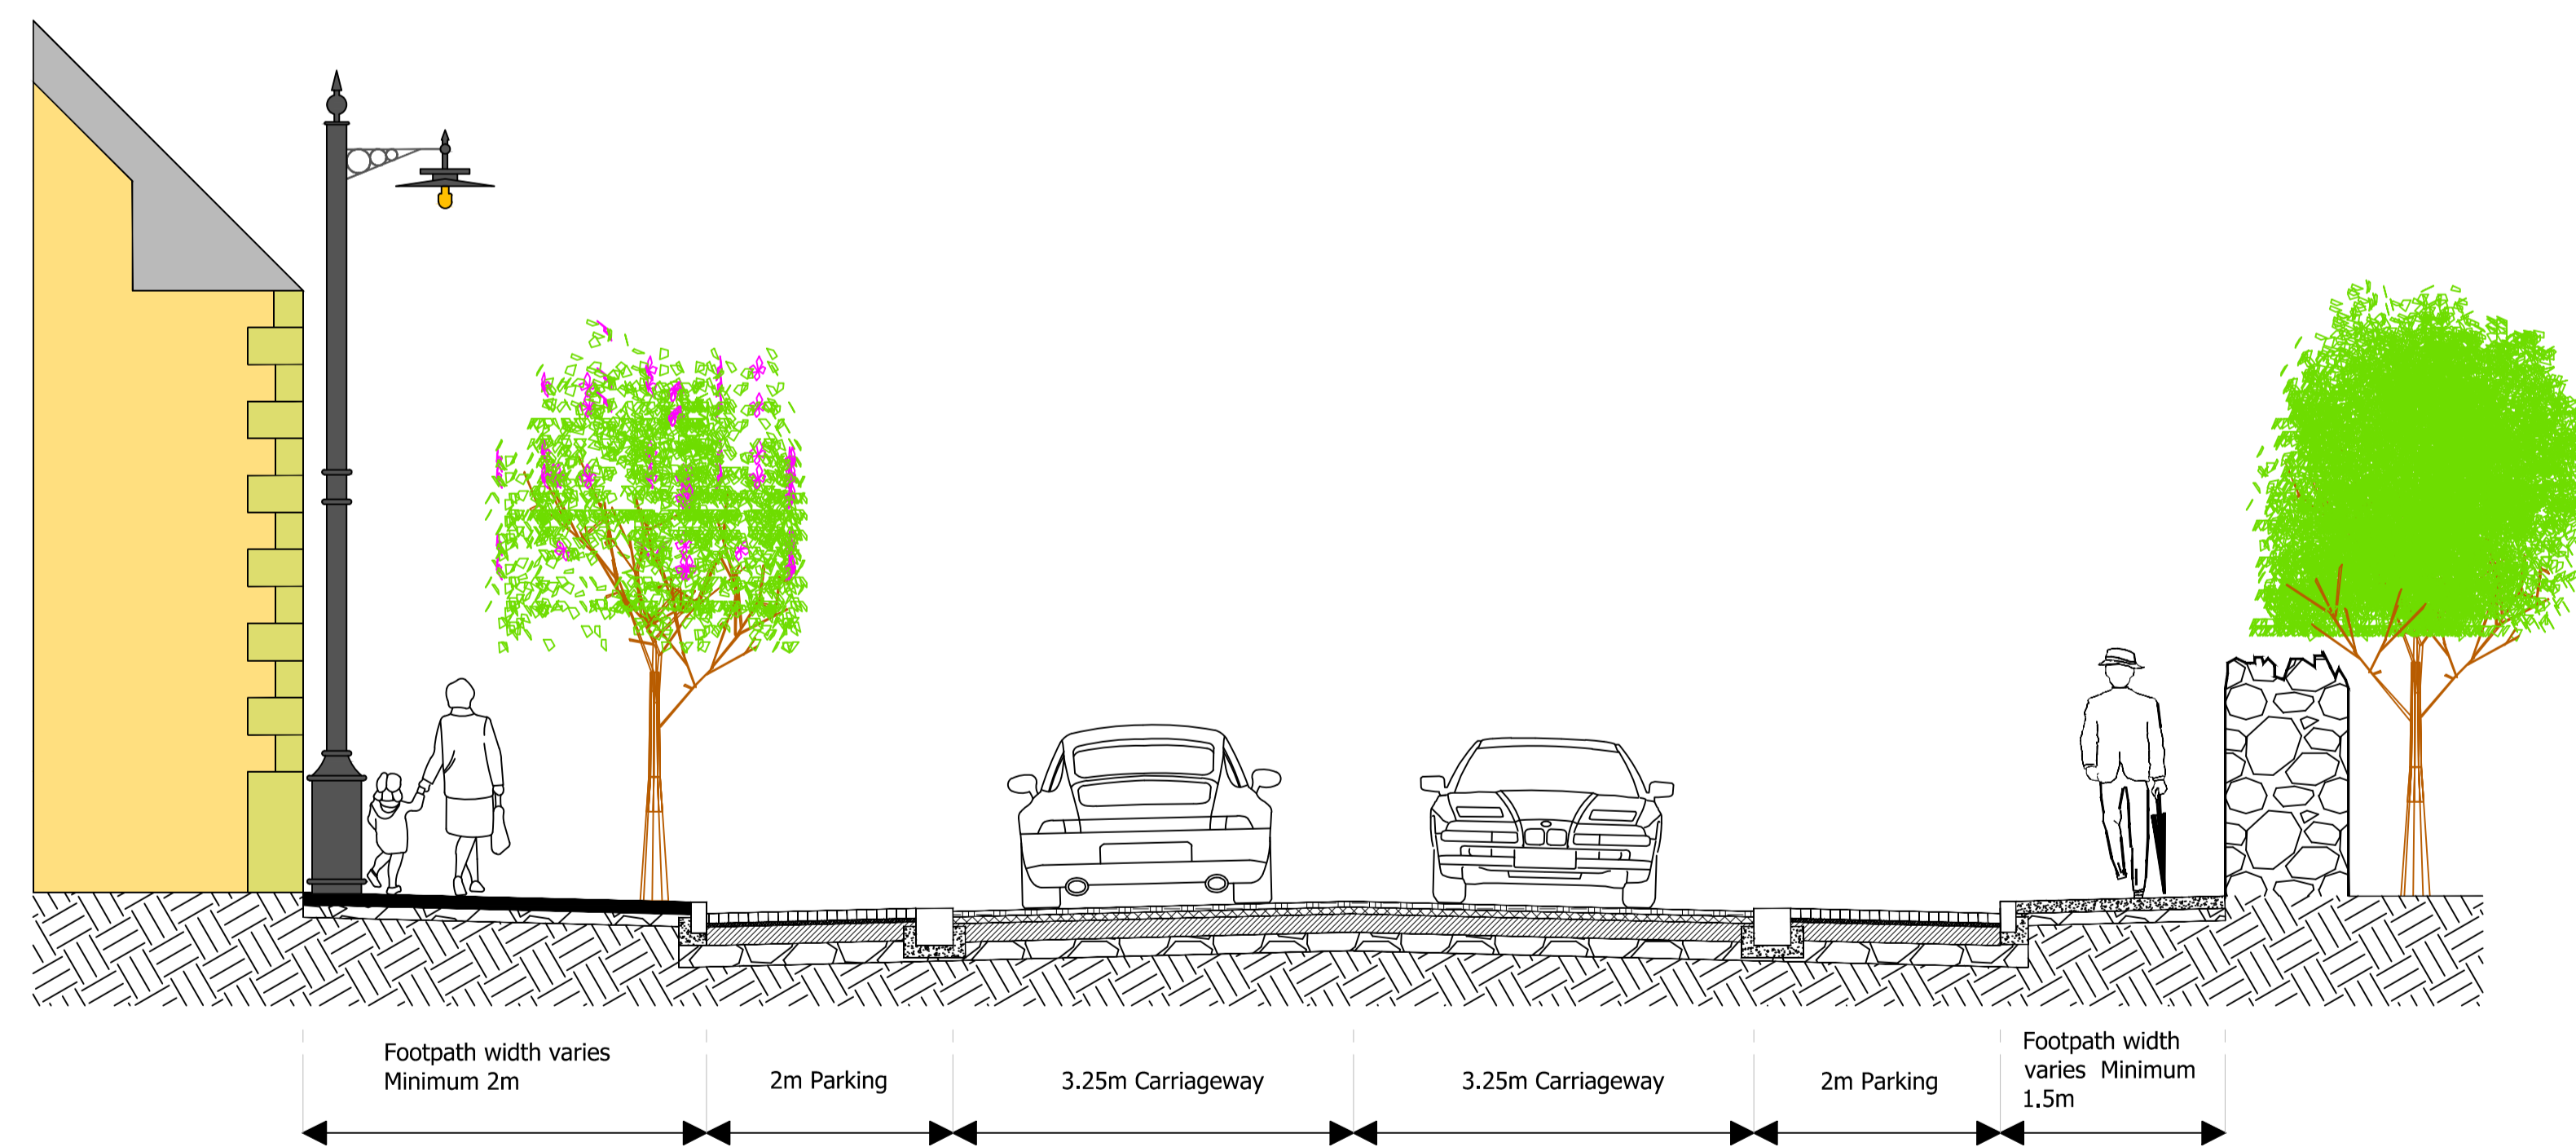 Footpath width varies
Minimum 2m
2m Parking
3.25m Carriageway
3.25m Carriageway
2m Parking
Footpath width
varies  Minimum
1.5m